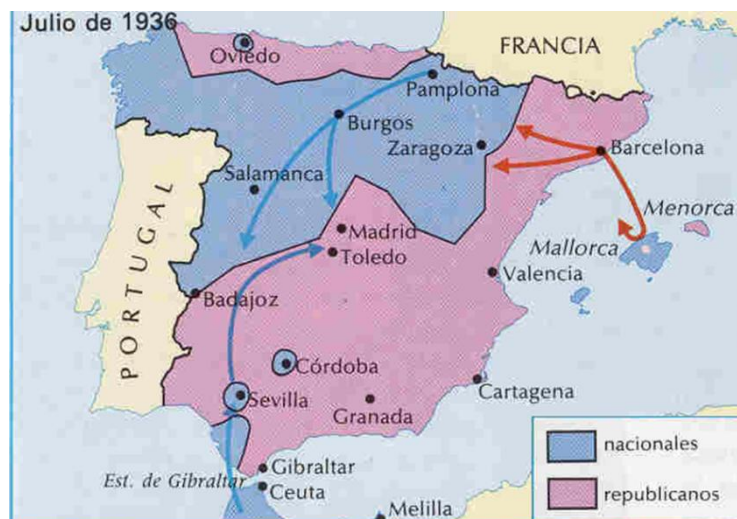 Julio de 1936
Oviedo
FRANCIA
Pamplona
Burgos
Zaragoza
Barcelona
Salamanca
Menorca
Mallorca
Madrid
Toledo
Valencia
PORTUGAL
Badajoz
Córdoba
Sevilla
Granada
Cartagena
Est. de Gibraltar
Gibraltar
Ceuta
Melilla
nacionales
republicanos